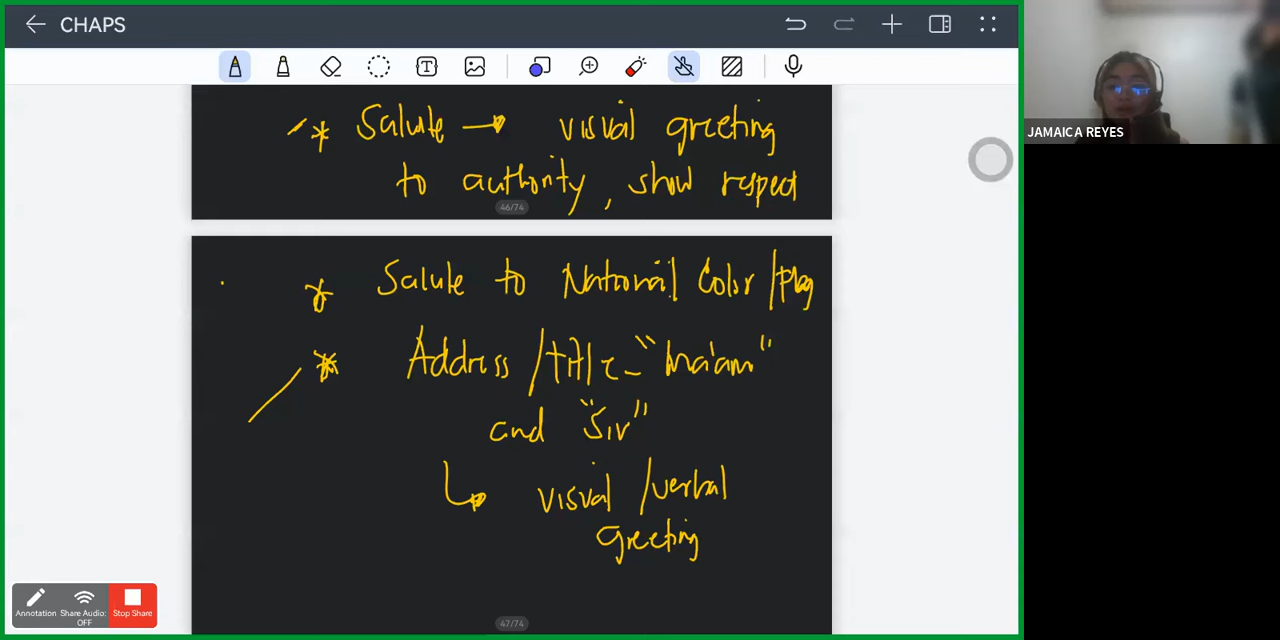 CHAPS
* Salute → visual greeting
to authority, show respect
46/74
* Salute to National Color/Flag
* Address/title - "Ma'am"
and "Sir"
↳ visual/verbal
greeting
47/74
JAMAICA REYES
Annotation
Share Audio:
OFF
Stop Share